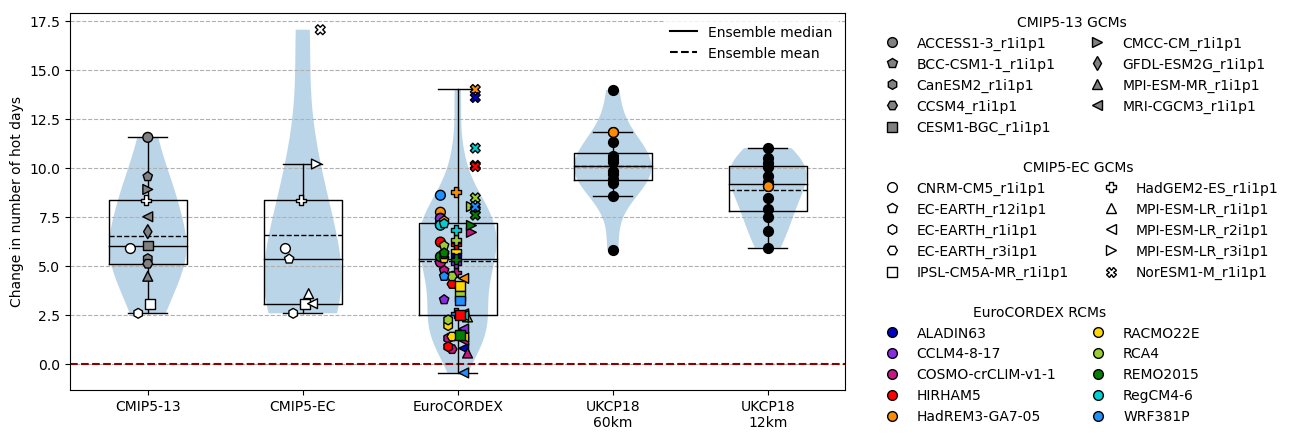 17.5
15.0
12.5
10.0
7.5
5.0
2.5
0.0
Change in number of hot days
Ensemble median
Ensemble mean
CMIP5-13
CMIP5-EC
EuroCORDEX
UKCP18
60km
UKCP18
12km
CMIP5-13 GCMs
ACCESS1-3_r1i1p1
BCC-CSM1-1_r1i1p1
CanESM2_r1i1p1
CCSM4_r1i1p1
CESM1-BGC_r1i1p1
CMCC-CM_r1i1p1
GFDL-ESM2G_r1i1p1
MPI-ESM-MR_r1i1p1
MRI-CGCM3_r1i1p1
CMIP5-EC GCMs
CNRM-CM5_r1i1p1
EC-EARTH_r12i1p1
EC-EARTH_r1i1p1
EC-EARTH_r3i1p1
IPSL-CM5A-MR_r1i1p1
HadGEM2-ES_r1i1p1
MPI-ESM-LR_r1i1p1
MPI-ESM-LR_r2i1p1
MPI-ESM-LR_r3i1p1
NorESM1-M_r1i1p1
EuroCORDEX RCMs
ALADIN63
CCLM4-8-17
COSMO-crCLIM-v1-1
HIRHAM5
HadREM3-GA7-05
RACMO22E
RCA4
REMO2015
RegCM4-6
WRF381P